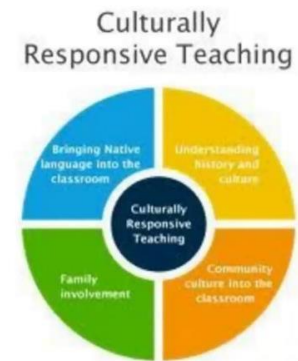 Culturally
Responsive Teaching
Bringing Native
language into the
classroom
Understanding
history and
culture
Culturally
Responsive
Teaching
Family
involvement
Community
culture into the
classroom